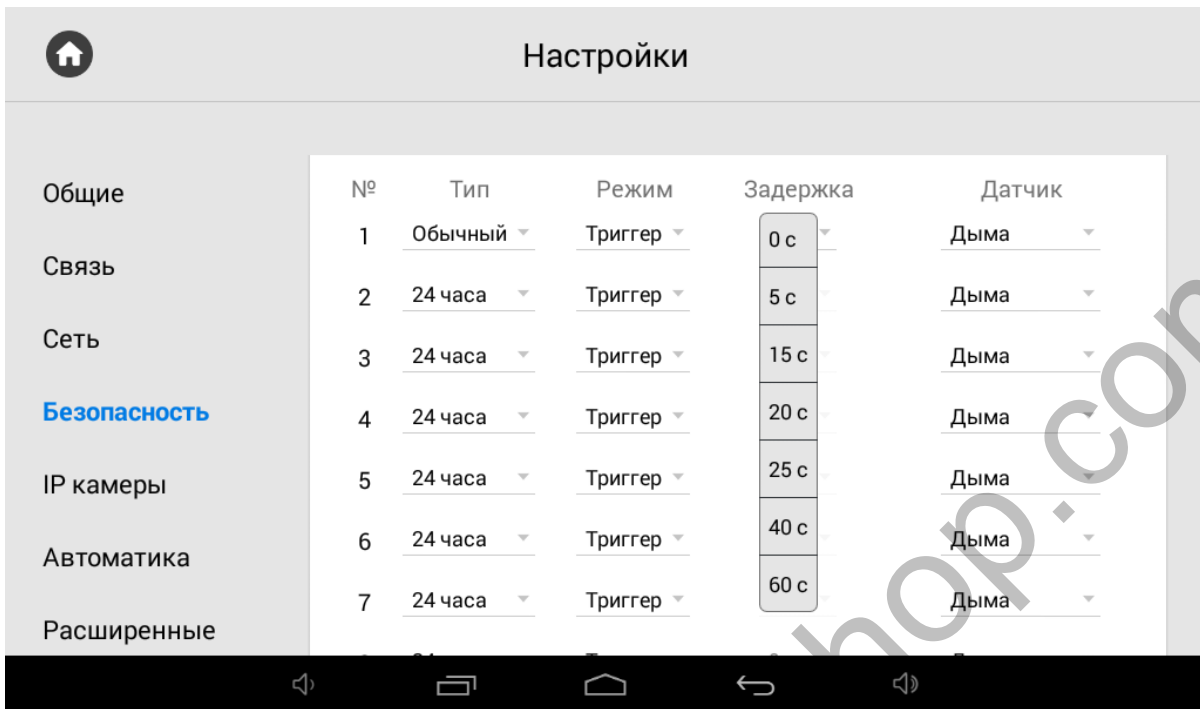 Настройки
Общие
Связь
Сеть
Безопасность
IP камеры
Автоматика
Расширенные
№ Тип Режим Задержка Датчик
1 Обычный Триггер 0 с Дыма
2 24 часа Триггер 5 с Дыма
3 24 часа Триггер 15 с Дыма
4 24 часа Триггер 20 с Дыма
5 24 часа Триггер 25 с Дыма
6 24 часа Триггер 40 с Дыма
7 24 часа Триггер 60 с Дыма
hop.com